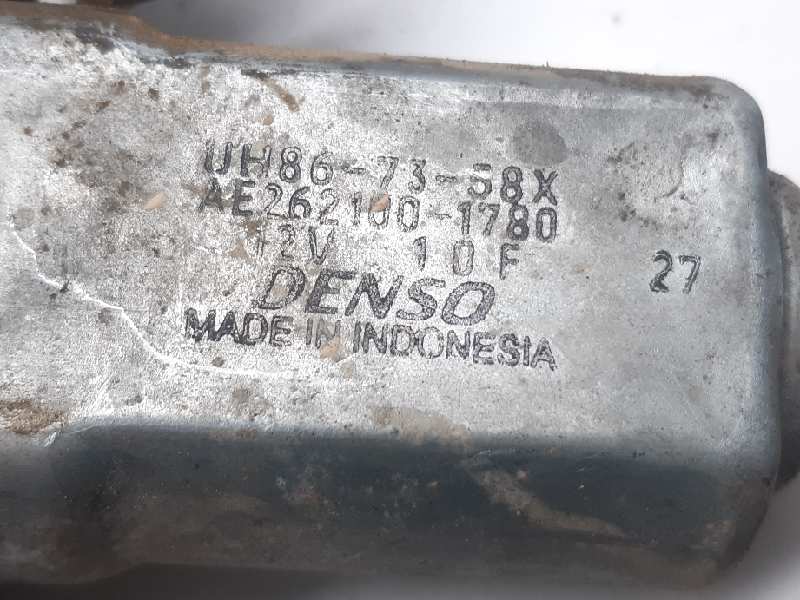 UH86-73-58X
AE262100-1780
12V 10F
27
DENSO
MADE IN INDONESIA